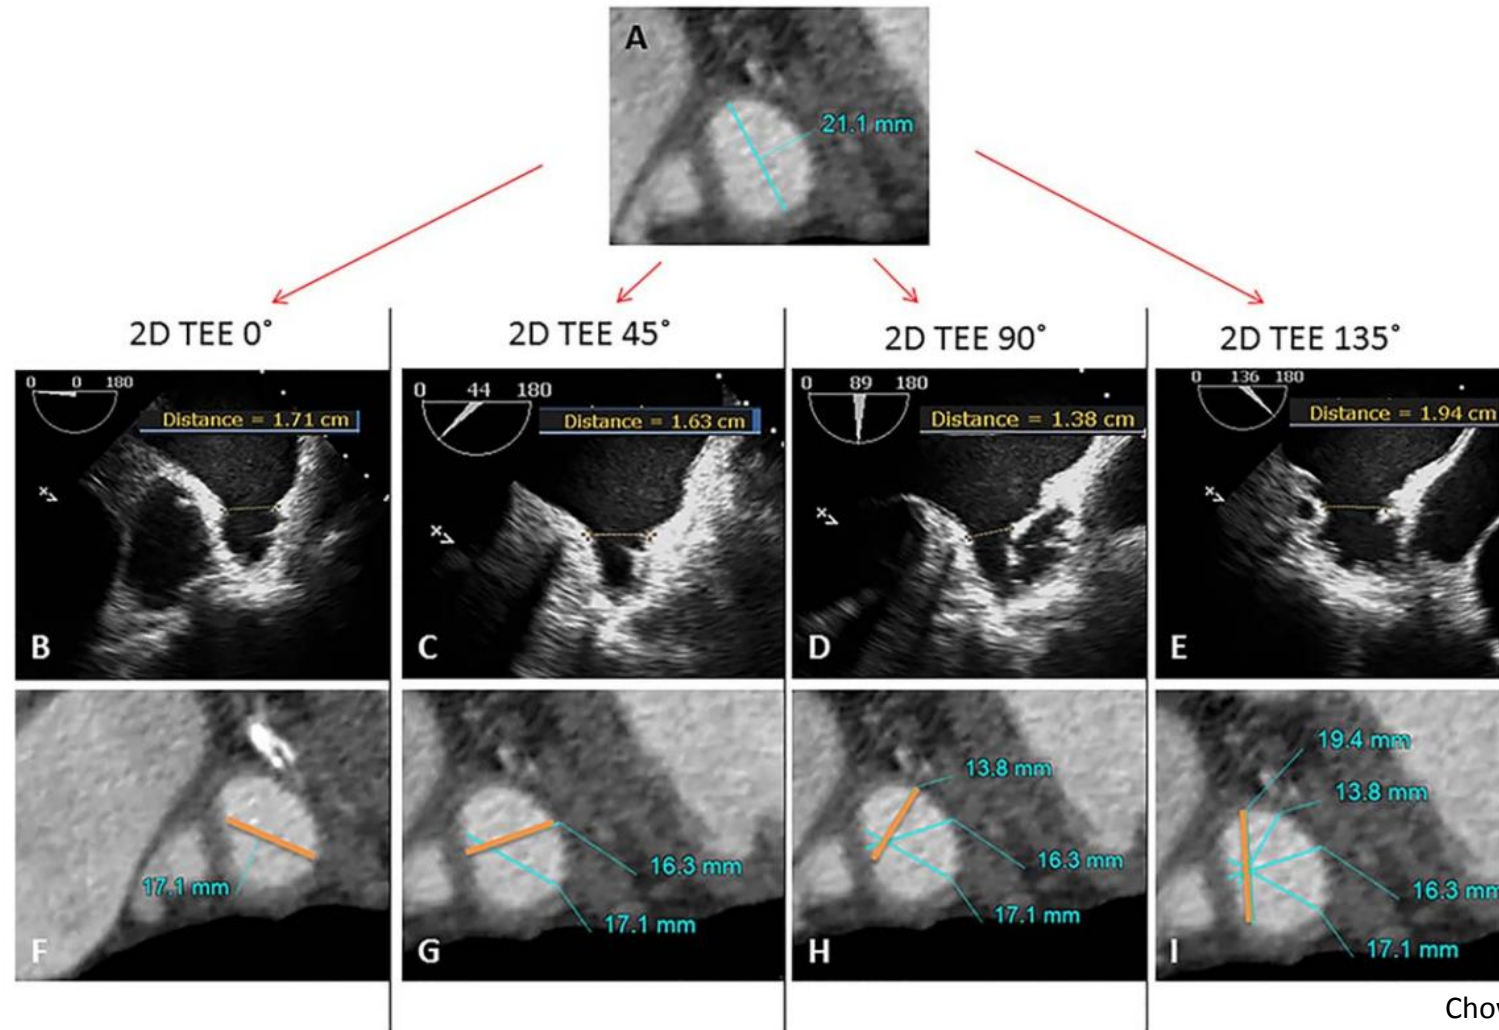 A
21.1 mm
2D TEE 0˚
2D TEE 45˚
2D TEE 90˚
2D TEE 135˚
0 0 180
Distance = 1.71 cm
0 44 180
Distance = 1.63 cm
0 89 180
Distance = 1.38 cm
0 136 180
Distance = 1.94 cm
B
C
D
E
17.1 mm
F
16.3 mm
17.1 mm
G
13.8 mm
16.3 mm
17.1 mm
H
19.4 mm
13.8 mm
16.3 mm
17.1 mm
I
Chow